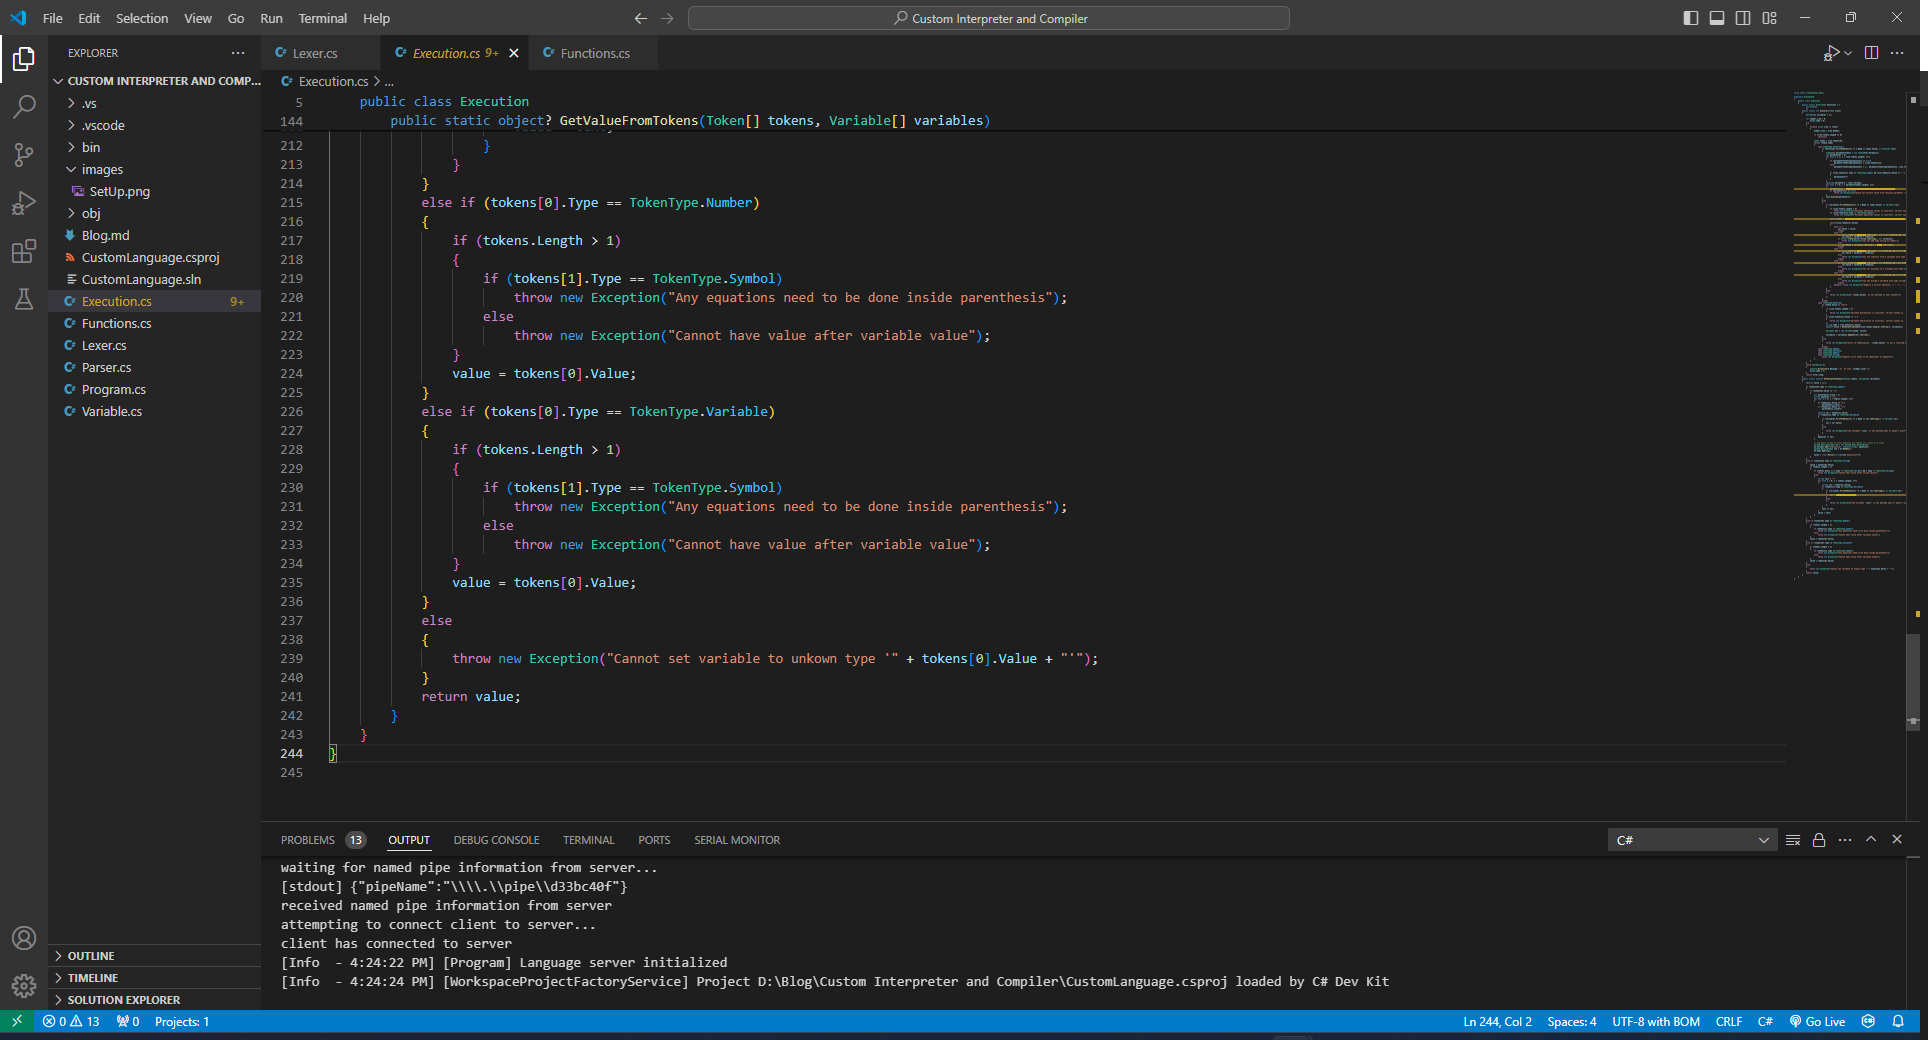 File Edit Selection View Go Run Terminal Help
Custom Interpreter and Compiler
EXPLORER
CUSTOM INTERPRETER AND COMP...
.vs
.vscode
bin
images
SetUp.png
obj
Blog.md
CustomLanguage.csproj
CustomLanguage.sln
Execution.cs 9+
Functions.cs
Lexer.cs
Parser.cs
Program.cs
Variable.cs
OUTLINE
TIMELINE
SOLUTION EXPLORER
Lexer.cs Execution.cs 9+ Functions.cs
Execution.cs > ...
5 public class Execution
144 public static object? GetValueFromTokens(Token[] tokens, Variable[] variables)
212 }
213 }
214 }
215 else if (tokens[0].Type == TokenType.Number)
216 {
217 if (tokens.Length > 1)
218 {
219 if (tokens[1].Type == TokenType.Symbol)
220 throw new Exception("Any equations need to be done inside parenthesis");
221 else
222 throw new Exception("Cannot have value after variable value");
223 }
224 value = tokens[0].Value;
225 }
226 else if (tokens[0].Type == TokenType.Variable)
227 {
228 if (tokens.Length > 1)
229 {
230 if (tokens[1].Type == TokenType.Symbol)
231 throw new Exception("Any equations need to be done inside parenthesis");
232 else
233 throw new Exception("Cannot have value after variable value");
234 }
235 value = tokens[0].Value;
236 }
237 else
238 {
239 throw new Exception("Cannot set variable to unkown type '" + tokens[0].Value + "'");
240 }
241 return value;
242 }
243 }
244 }
245
PROBLEMS 13 OUTPUT DEBUG CONSOLE TERMINAL PORTS SERIAL MONITOR C#
waiting for named pipe information from server...
[stdout] {"pipeName":"\\\\.\\pipe\\d33bc40f"}
received named pipe information from server
attempting to connect client to server...
client has connected to server
[Info  - 4:24:22 PM] [Program] Language server initialized
[Info  - 4:24:24 PM] [WorkspaceProjectFactoryService] Project D:\Blog\Custom Interpreter and Compiler\CustomLanguage.csproj loaded by C# Dev Kit
0 13 0 Projects: 1 Ln 244, Col 2 Spaces: 4 UTF-8 with BOM CRLF C# Go Live